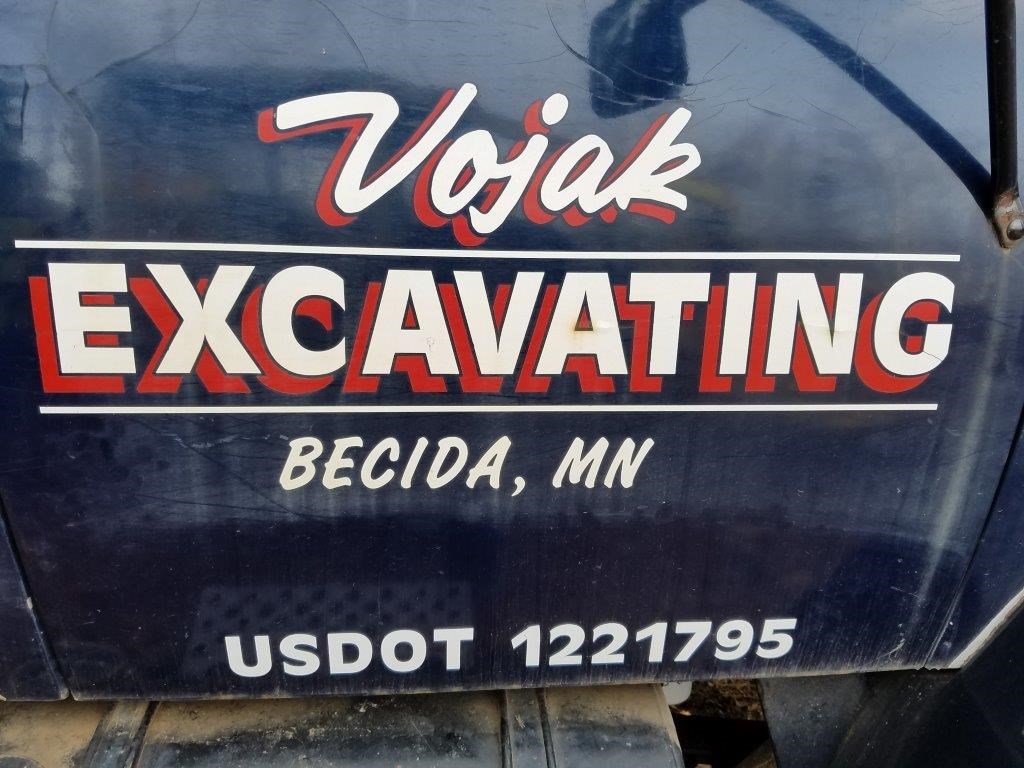 Vojak
EXCAVATING
BECIDA, MN
USDOT 1221795